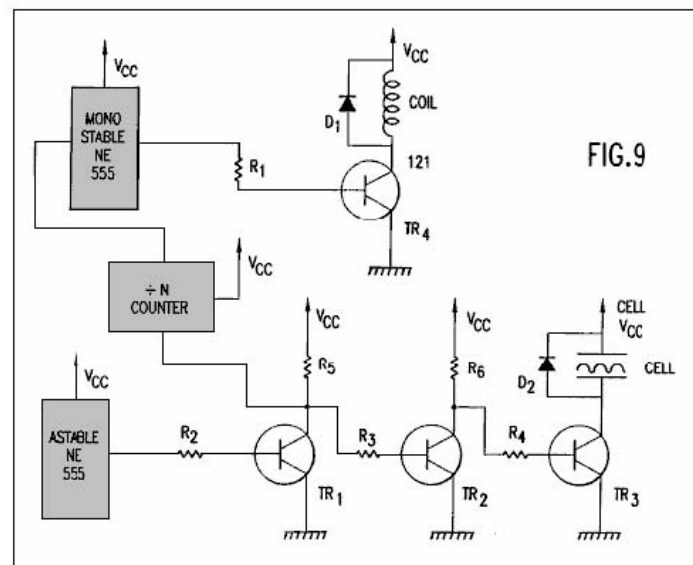 VCC
MONO
STABLE
NE
555
R1
VCC
D1
COIL
121
TR4
FIG.9
÷ N
COUNTER
VCC
VCC
ASTABLE
NE
555
R2
VCC
R5
TR1
R3
VCC
R6
TR2
R4
CELL
VCC
D2
CELL
TR3